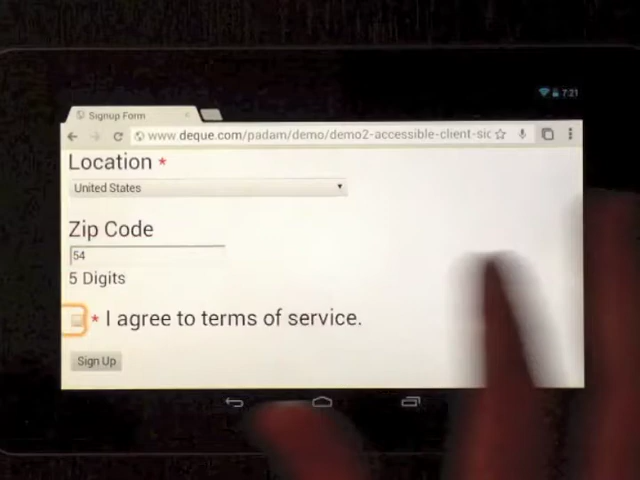 7:21
Signup Form
www.deque.com/padam/demo/demo2-accessible-client-sic
Location *
United States
Zip Code
54
5 Digits
* I agree to terms of service.
Sign Up